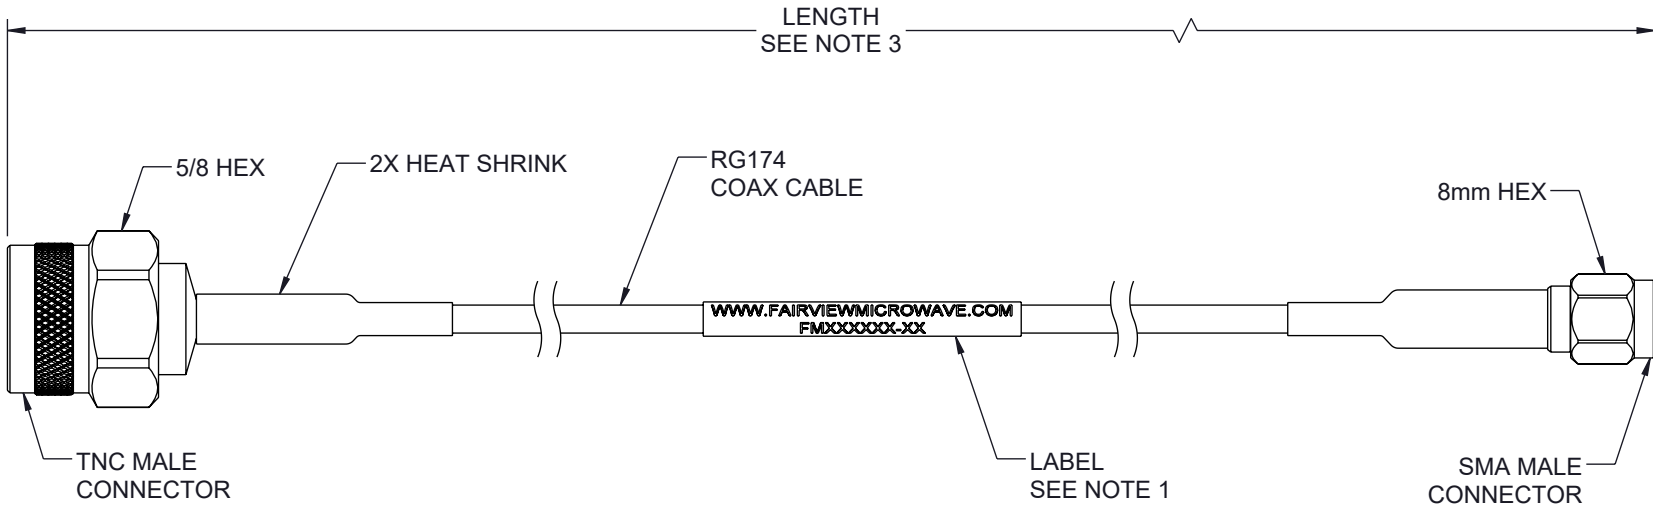 LENGTH
SEE NOTE 3
5/8 HEX
2X HEAT SHRINK
RG174
COAX CABLE
8mm HEX
WWW.FAIRVIEWMICROWAVE.COM
FMXXXXXX-XX
TNC MALE
CONNECTOR
LABEL
SEE NOTE 1
SMA MALE
CONNECTOR